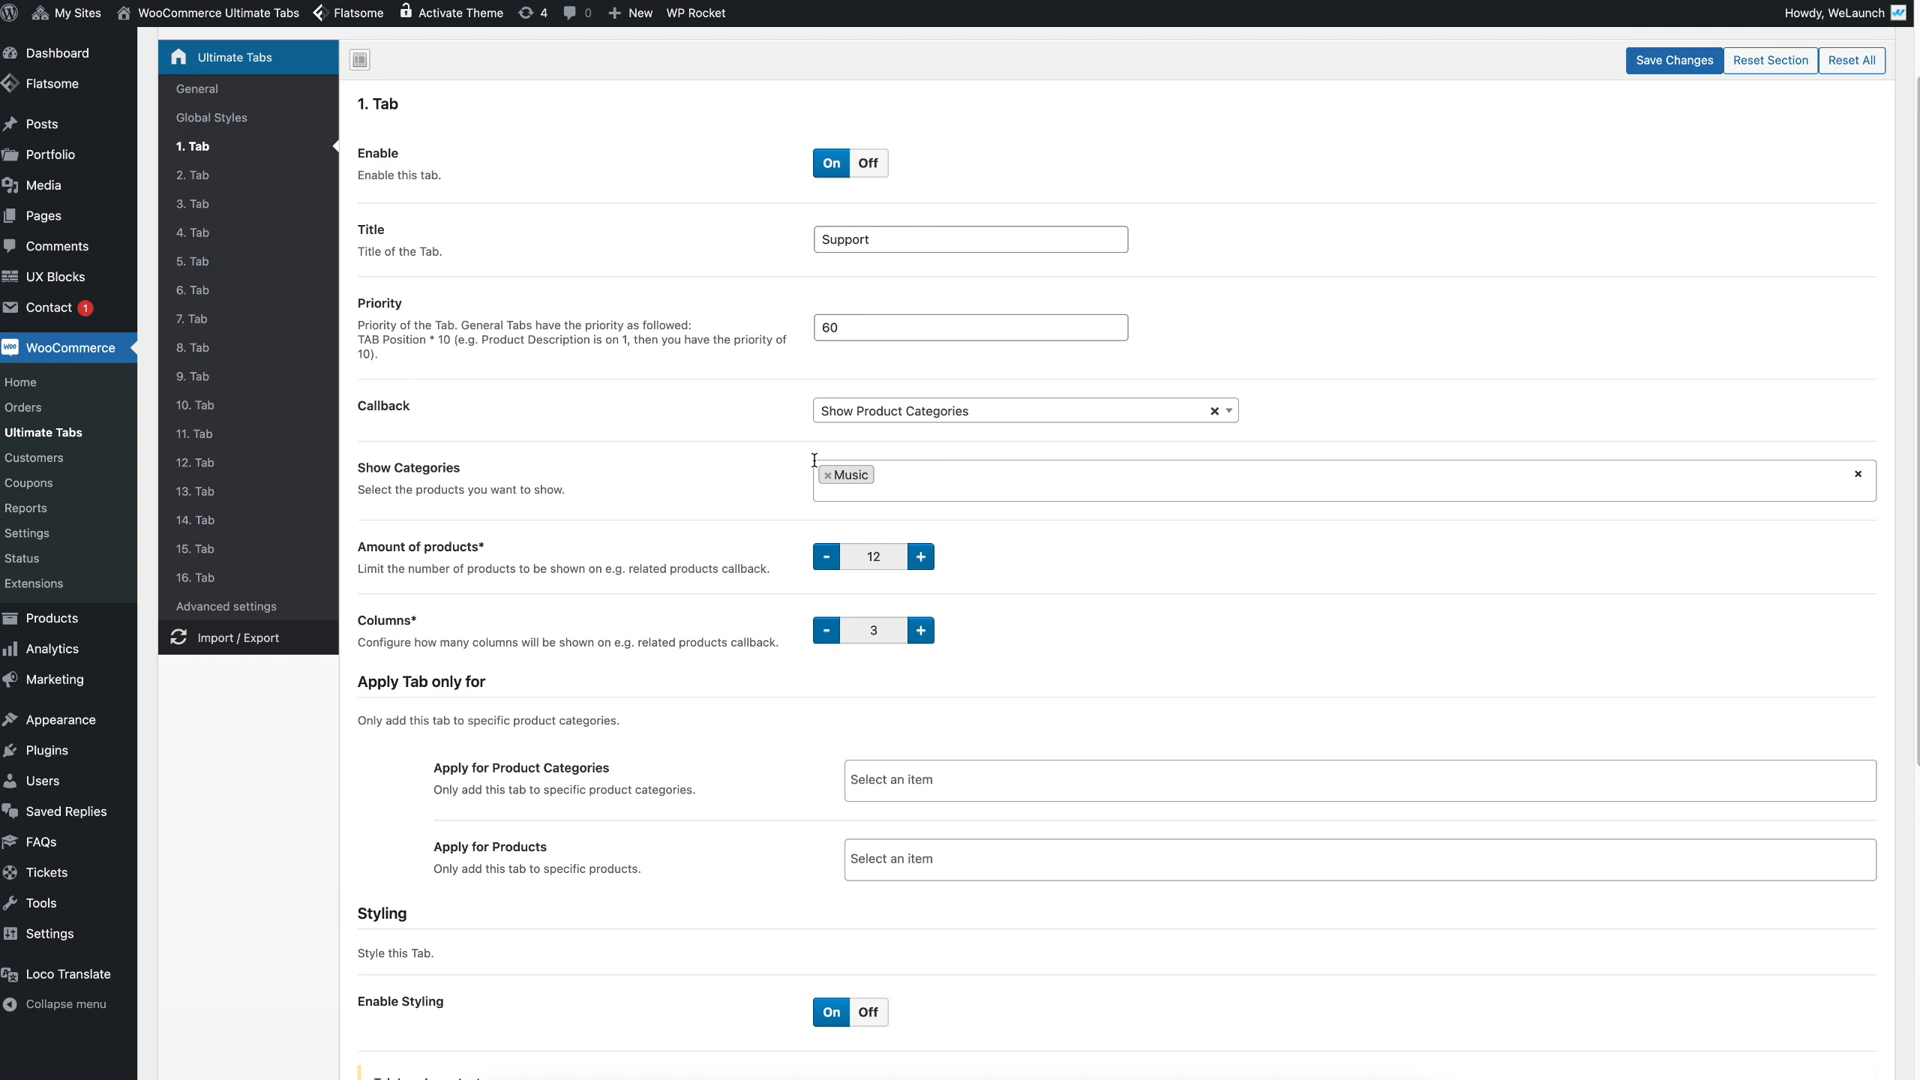 My Sites
WooCommerce Ultimate Tabs
Flatsome
Activate Theme
4
0
New
WP Rocket
Howdy, WeLaunch
Dashboard
Flatsome
Posts
Portfolio
Media
Pages
Comments
UX Blocks
Contact 1
WooCommerce
Home
Orders
Ultimate Tabs
Customers
Coupons
Reports
Settings
Status
Extensions
Products
Analytics
Marketing
Appearance
Plugins
Users
Saved Replies
FAQs
Tickets
Tools
Settings
Loco Translate
Collapse menu
Ultimate Tabs
General
Global Styles
1. Tab
2. Tab
3. Tab
4. Tab
5. Tab
6. Tab
7. Tab
8. Tab
9. Tab
10. Tab
11. Tab
12. Tab
13. Tab
14. Tab
15. Tab
16. Tab
Advanced settings
Import / Export
Save Changes
Reset Section
Reset All
1. Tab
Enable
Enable this tab.
On Off
Title
Title of the Tab.
Support
Priority
Priority of the Tab. General Tabs have the priority as followed:
TAB Position * 10 (e.g. Product Description is on 1, then you have the priority of
10).
60
Callback
Show Product Categories
Show Categories
Select the products you want to show.
Music
Amount of products*
Limit the number of products to be shown on e.g. related products callback.
- 12 +
Columns*
Configure how many columns will be shown on e.g. related products callback.
- 3 +
Apply Tab only for
Only add this tab to specific product categories.
Apply for Product Categories
Only add this tab to specific product categories.
Select an item
Apply for Products
Only add this tab to specific products.
Select an item
Styling
Style this Tab.
Enable Styling
On Off